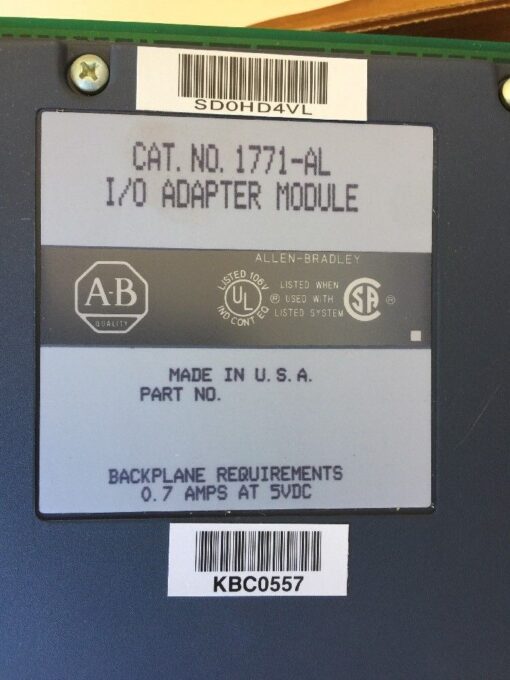 SD0HD4VL
CAT. NO. 1771-AL
I/O ADAPTER MODULE
ALLEN-BRADLEY
A-B
QUALITY
LISTED 106V
UL
IND CONT EQ
®
LISTED WHEN
USED WITH
LISTED SYSTEM
SA
®
MADE IN U.S.A.
PART NO.
BACKPLANE REQUIREMENTS
0.7 AMPS AT 5VDC
KBC0557